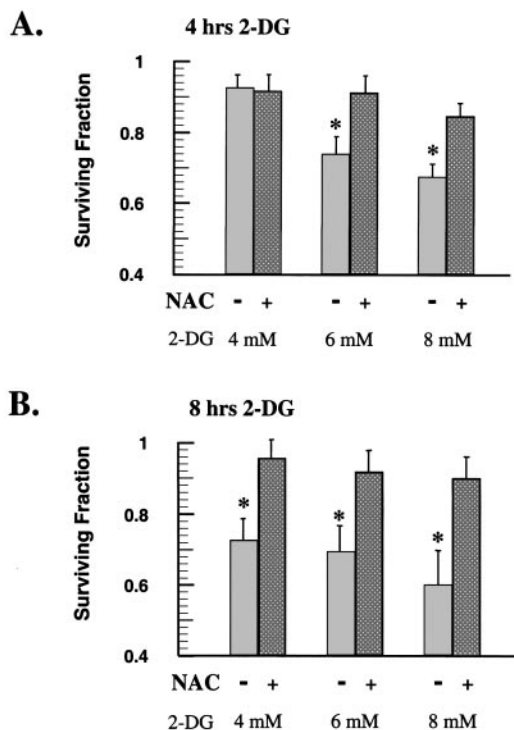 A.
4 hrs 2-DG
Surviving Fraction
1
0.8
0.6
0.4
*
*
NAC - + - + - +
2-DG 4 mM 6 mM 8 mM
B.
8 hrs 2-DG
Surviving Fraction
1
0.8
0.6
0.4
*
*
*
NAC - + - + - +
2-DG 4 mM 6 mM 8 mM